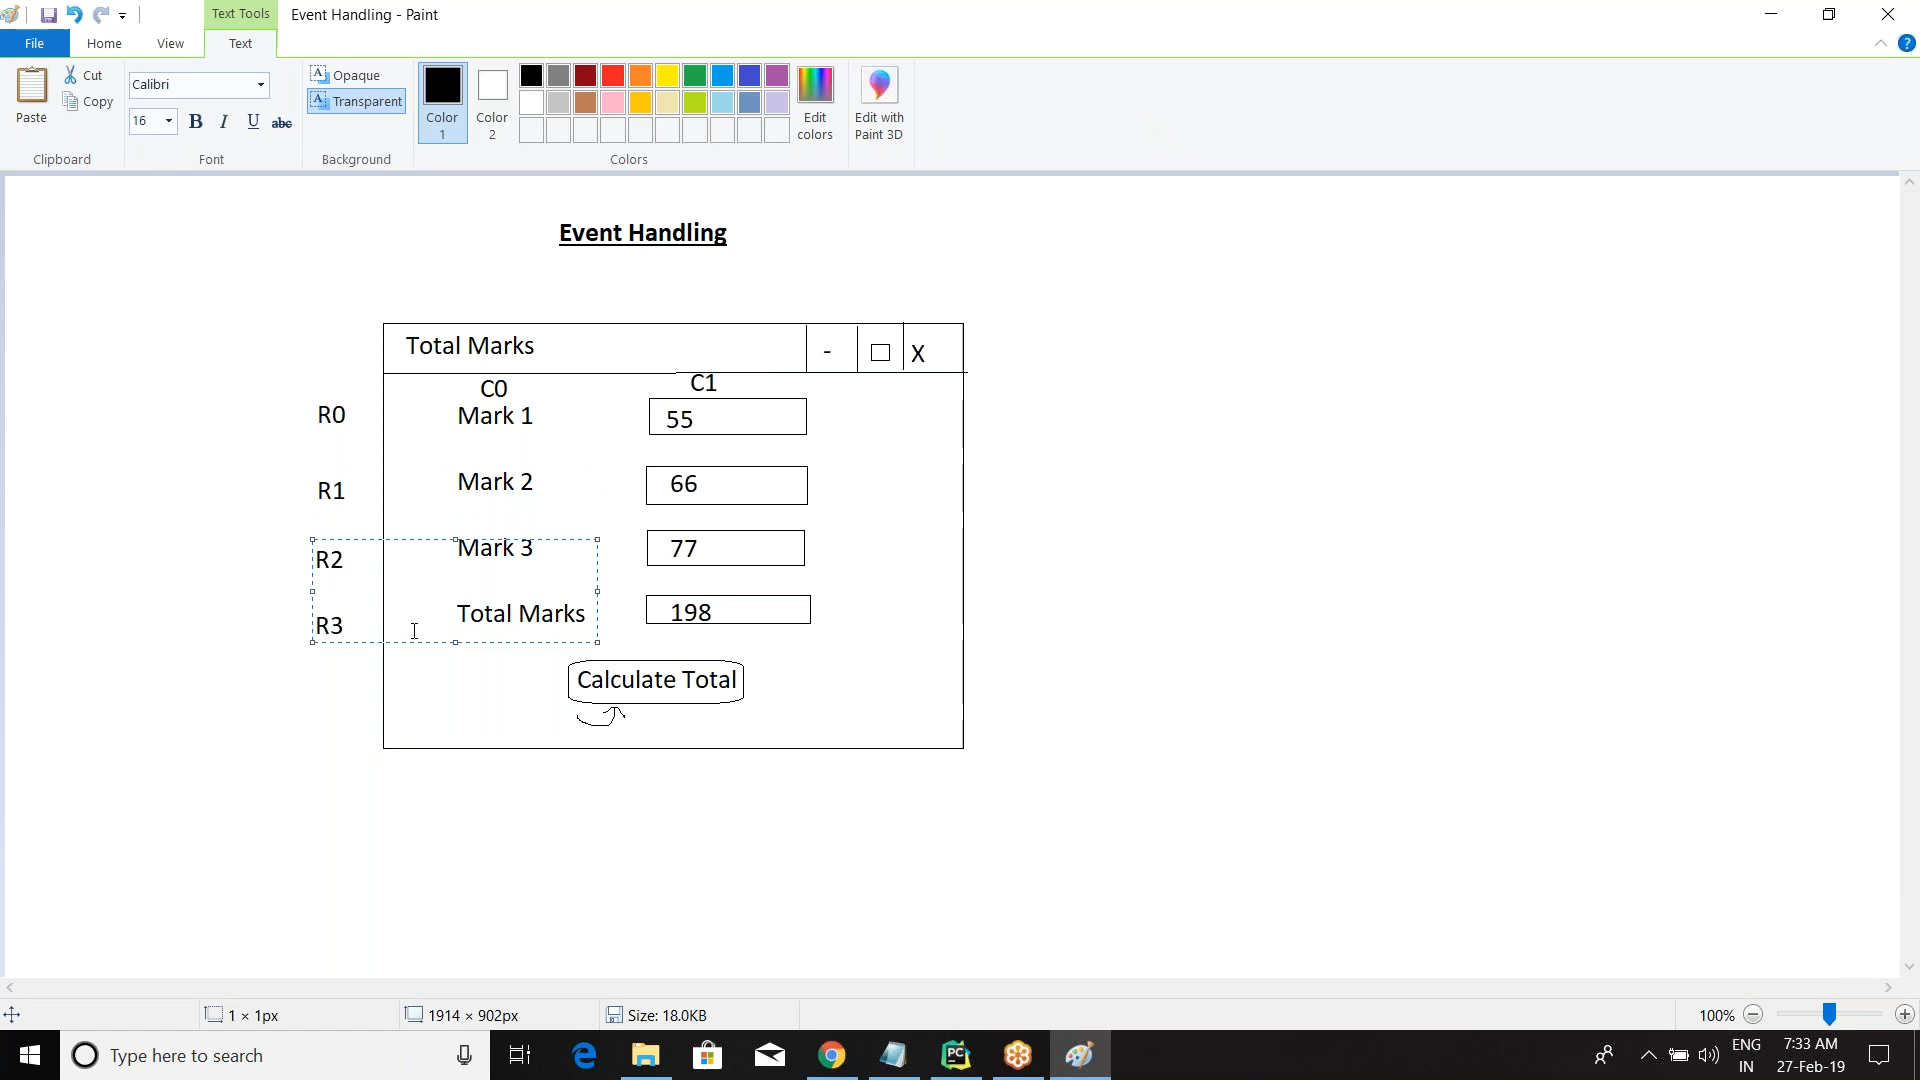 Text Tools
Event Handling - Paint
File
Home
View
Text
?
Paste
Cut
Copy
Clipboard
Calibri
16
B
I
U
abc
Font
A
Opaque
A
Transparent
Background
Color
1
Color
2
Edit
colors
Edit with
Paint 3D
Colors
Event Handling
Total Marks
-
X
C0
C1
R0
Mark 1
55
R1
Mark 2
66
R2
Mark 3
77
R3
Total Marks
198
Calculate Total
1 × 1px
1914 × 902px
Size: 18.0KB
100%
Type here to search
PC
ENG
IN
7:33 AM
27-Feb-19